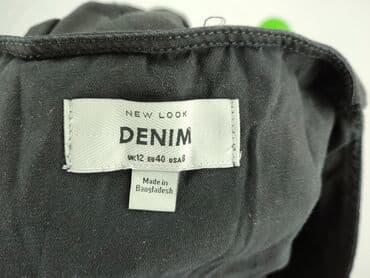 NEW LOOK
DENIM
UK12 EU40 USA8
Made in
Bangladesh